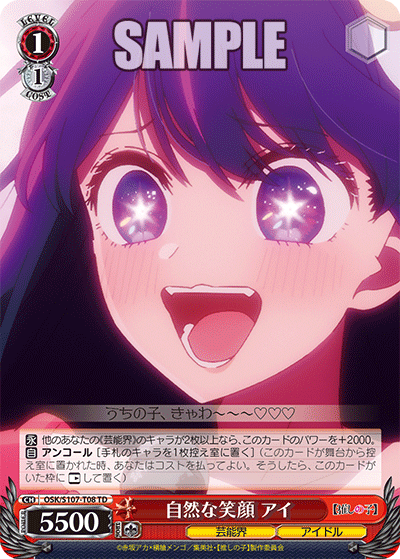 LEVEL
1
1
COST
SAMPLE
うちの子、きゃわ～～～♡♡♡
永 他のあなたの《芸能界》のキャラが2枚以上なら、このカードのパワーを+2000。
自 アンコール [手札のキャラを1枚控え室に置く] (このカードが舞台から控
え室に置かれた時、あなたはコストを払ってよい。そうしたら、このカード
がいた枠に レストして置く)
CH OSK/S107-T08 TD
5500
自然な笑顔 アイ
【推しの子】
芸能界
アイドル
©赤坂アカ×横槍メンゴ/集英社・【推しの子】製作委員会